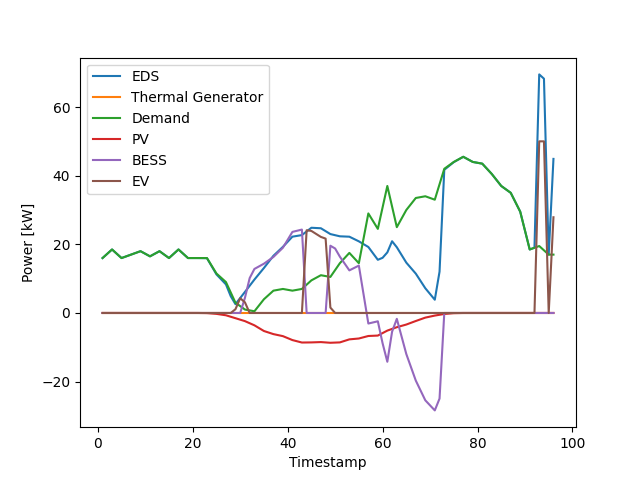 EDS
Thermal Generator
Demand
PV
BESS
EV
60
40
20
0
−20
Power [kW]
0
20
40
60
80
100
Timestamp